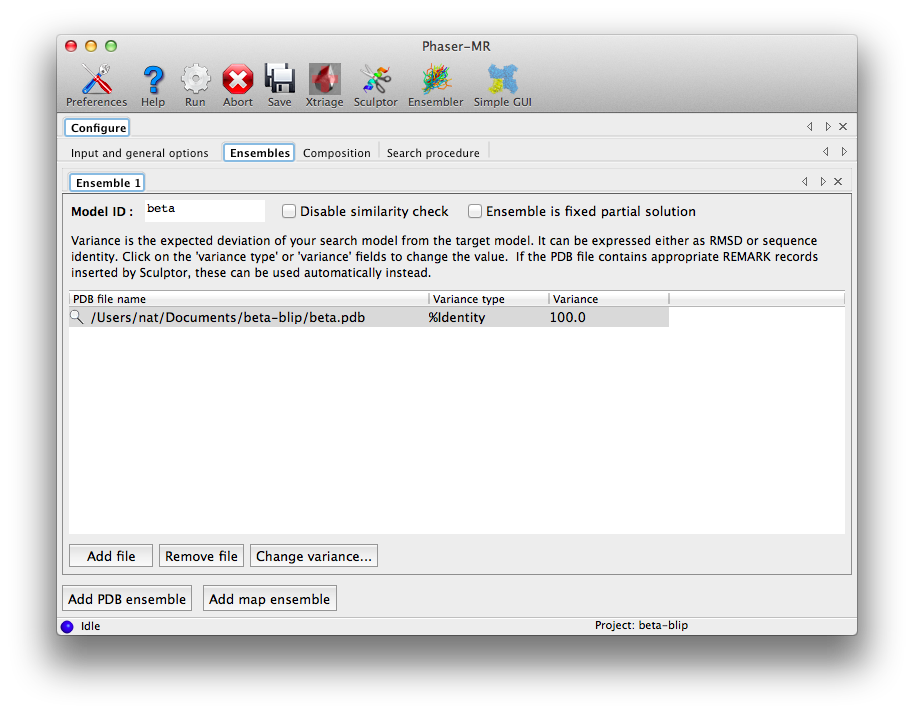 Phaser-MR
Preferences Help Run Abort Save Xtriage Sculptor Ensembler Simple GUI
Configure
Input and general options Ensembles Composition Search procedure
Ensemble 1
Model ID : beta Disable similarity check Ensemble is fixed partial solution
Variance is the expected deviation of your search model from the target model. It can be expressed either as RMSD or sequence
identity. Click on the 'variance type' or 'variance' fields to change the value. If the PDB file contains appropriate REMARK records
inserted by Sculptor, these can be used automatically instead.
PDB file name Variance type Variance
/Users/nat/Documents/beta-blip/beta.pdb %Identity 100.0
Add file Remove file Change variance...
Add PDB ensemble Add map ensemble
Idle Project: beta-blip